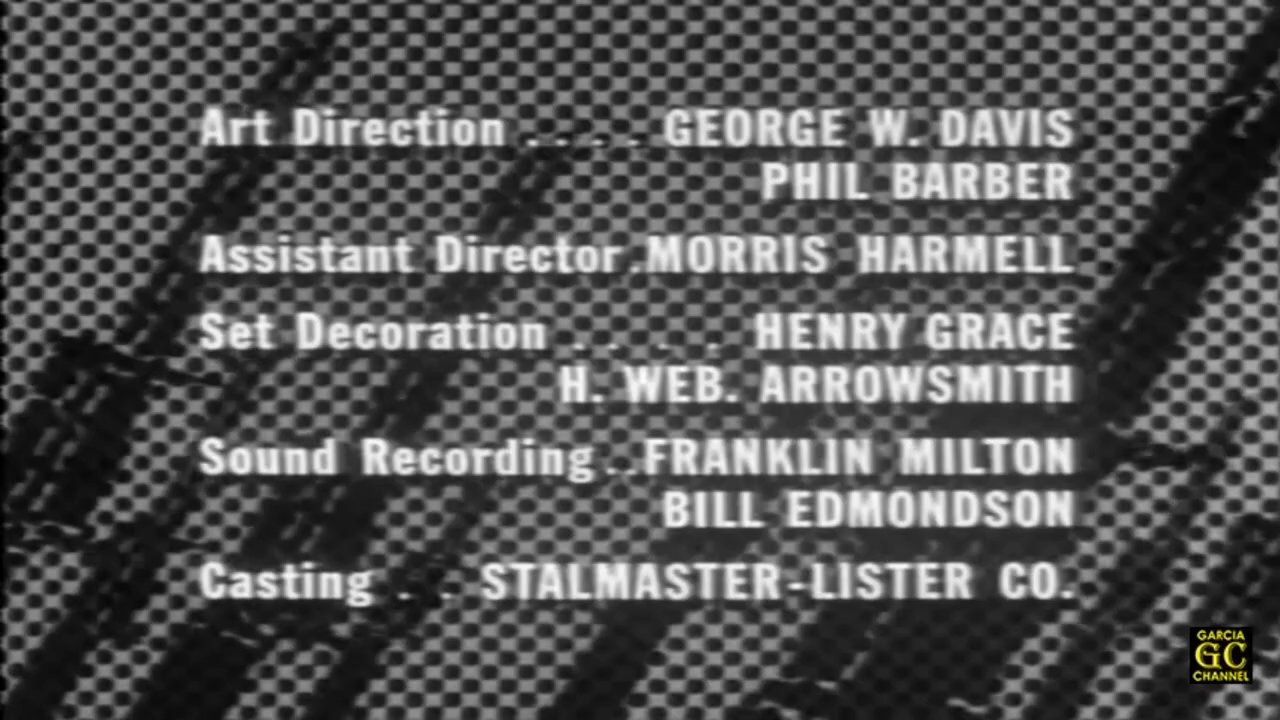 Art Direction . . . . GEORGE W. DAVIS
PHIL BARBER
Assistant Director . MORRIS HARMELL
Set Decoration . . . . HENRY GRACE
H. WEB. ARROWSMITH
Sound Recording . . FRANKLIN MILTON
BILL EDMONDSON
Casting . . STALMASTER-LISTER CO.
GARCIA
GC
CHANNEL